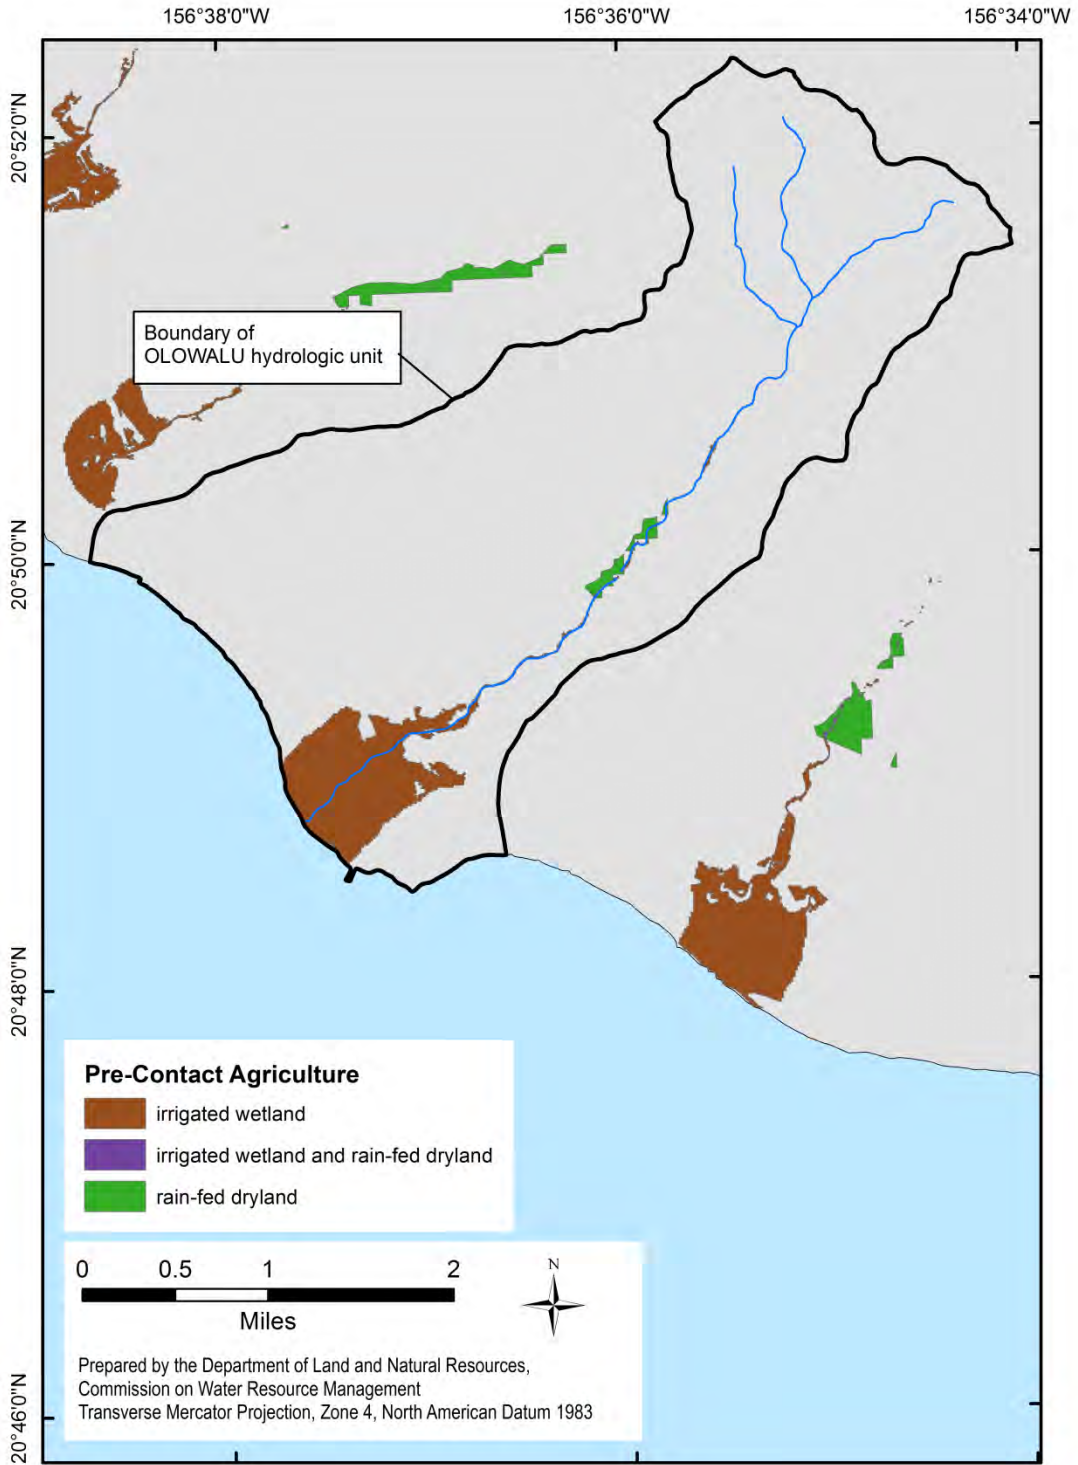 156°38'0"W
156°36'0"W
156°34'0"W
20°52'0"N
Boundary of
OLOWALU hydrologic unit
20°50'0"N
20°48'0"N
Pre-Contact Agriculture
irrigated wetland
irrigated wetland and rain-fed dryland
rain-fed dryland
0 0.5 1 2
Miles
N
Prepared by the Department of Land and Natural Resources,
Commission on Water Resource Management
Transverse Mercator Projection, Zone 4, North American Datum 1983
20°46'0"N